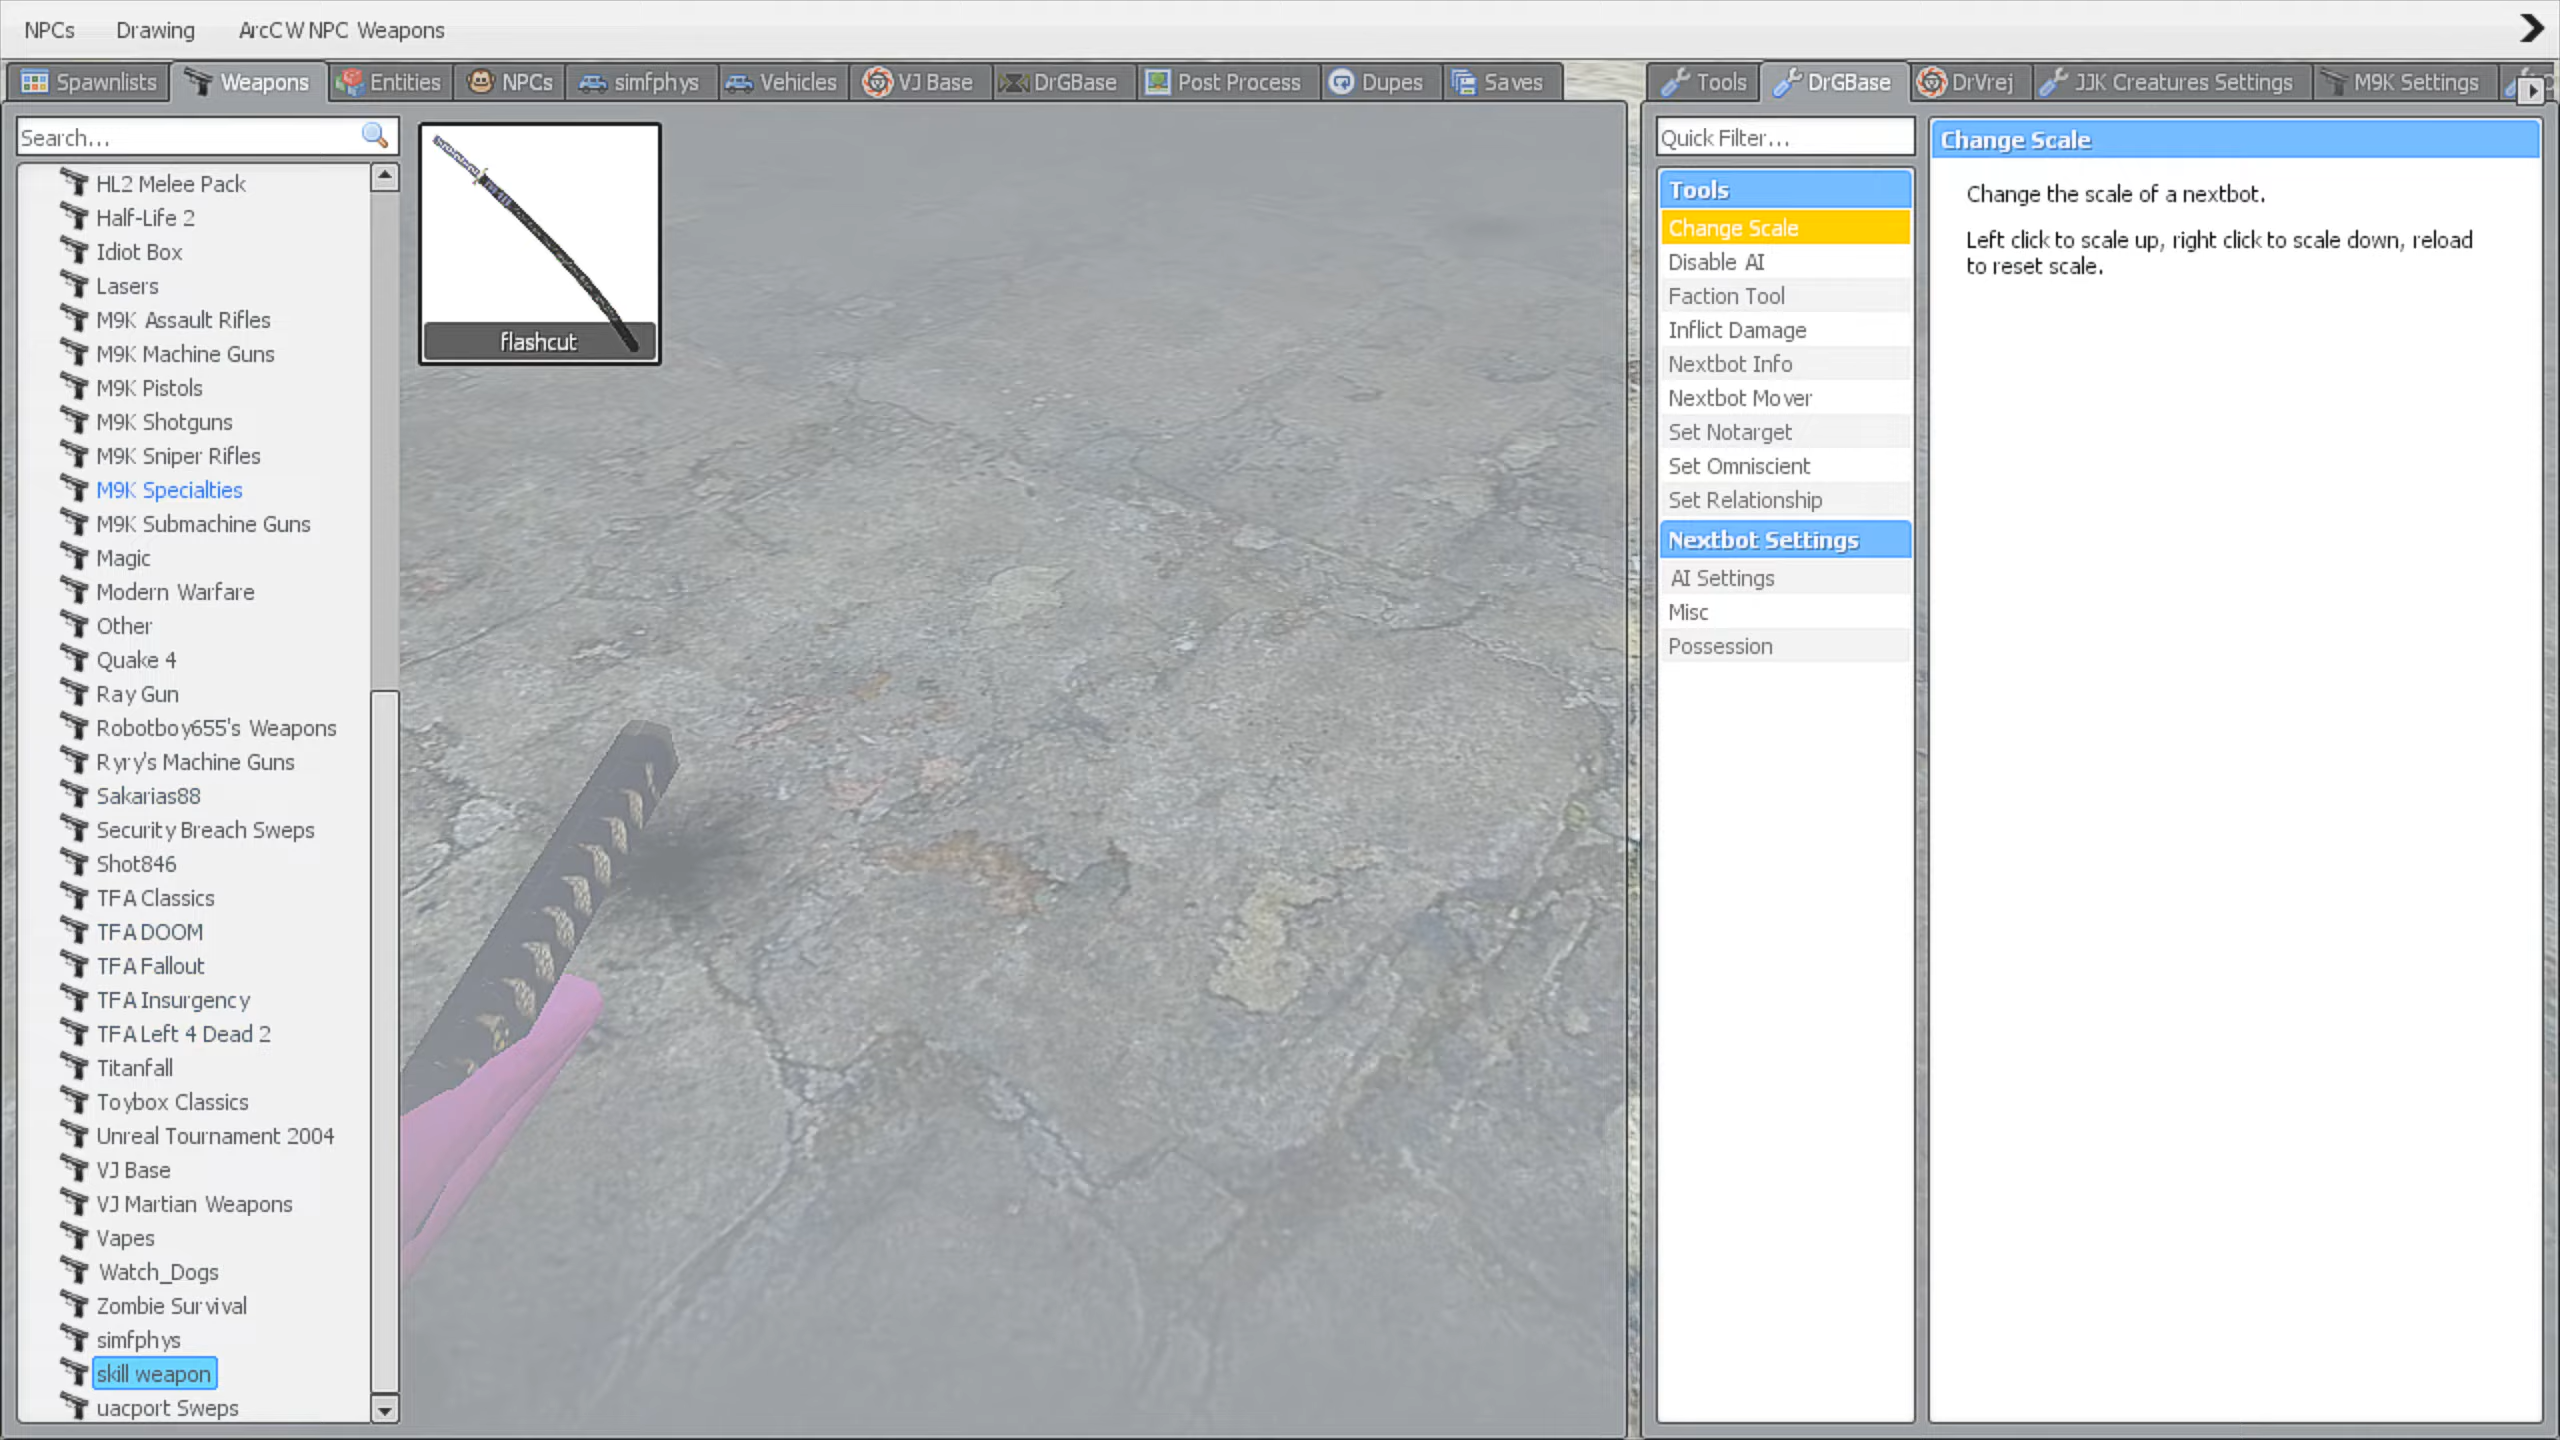 NPCs Drawing ArcCW NPC Weapons
Spawnlists Weapons Entities NPCs simfphys Vehicles VJ Base DrGBase Post Process Dupes Saves
Tools DrGBase DrVrej JJK Creatures Settings M9K Settings
Search...
HL2 Melee Pack
Half-Life 2
Idiot Box
Lasers
M9K Assault Rifles
M9K Machine Guns
M9K Pistols
M9K Shotguns
M9K Sniper Rifles
M9K Specialties
M9K Submachine Guns
Magic
Modern Warfare
Other
Quake 4
Ray Gun
Robotboy655's Weapons
Ryry's Machine Guns
Sakarias88
Security Breach Sweps
Shot846
TFA Classics
TFA DOOM
TFA Fallout
TFA Insurgency
TFA Left 4 Dead 2
Titanfall
Toybox Classics
Unreal Tournament 2004
VJ Base
VJ Martian Weapons
Vapes
Watch_Dogs
Zombie Survival
simfphys
skill weapon
uacport Sweps
flashcut
Quick Filter...
Tools
Change Scale
Disable AI
Faction Tool
Inflict Damage
Nextbot Info
Nextbot Mover
Set Notarget
Set Omniscient
Set Relationship
Nextbot Settings
AI Settings
Misc
Possession
Change Scale
Change the scale of a nextbot.
Left click to scale up, right click to scale down, reload
to reset scale.